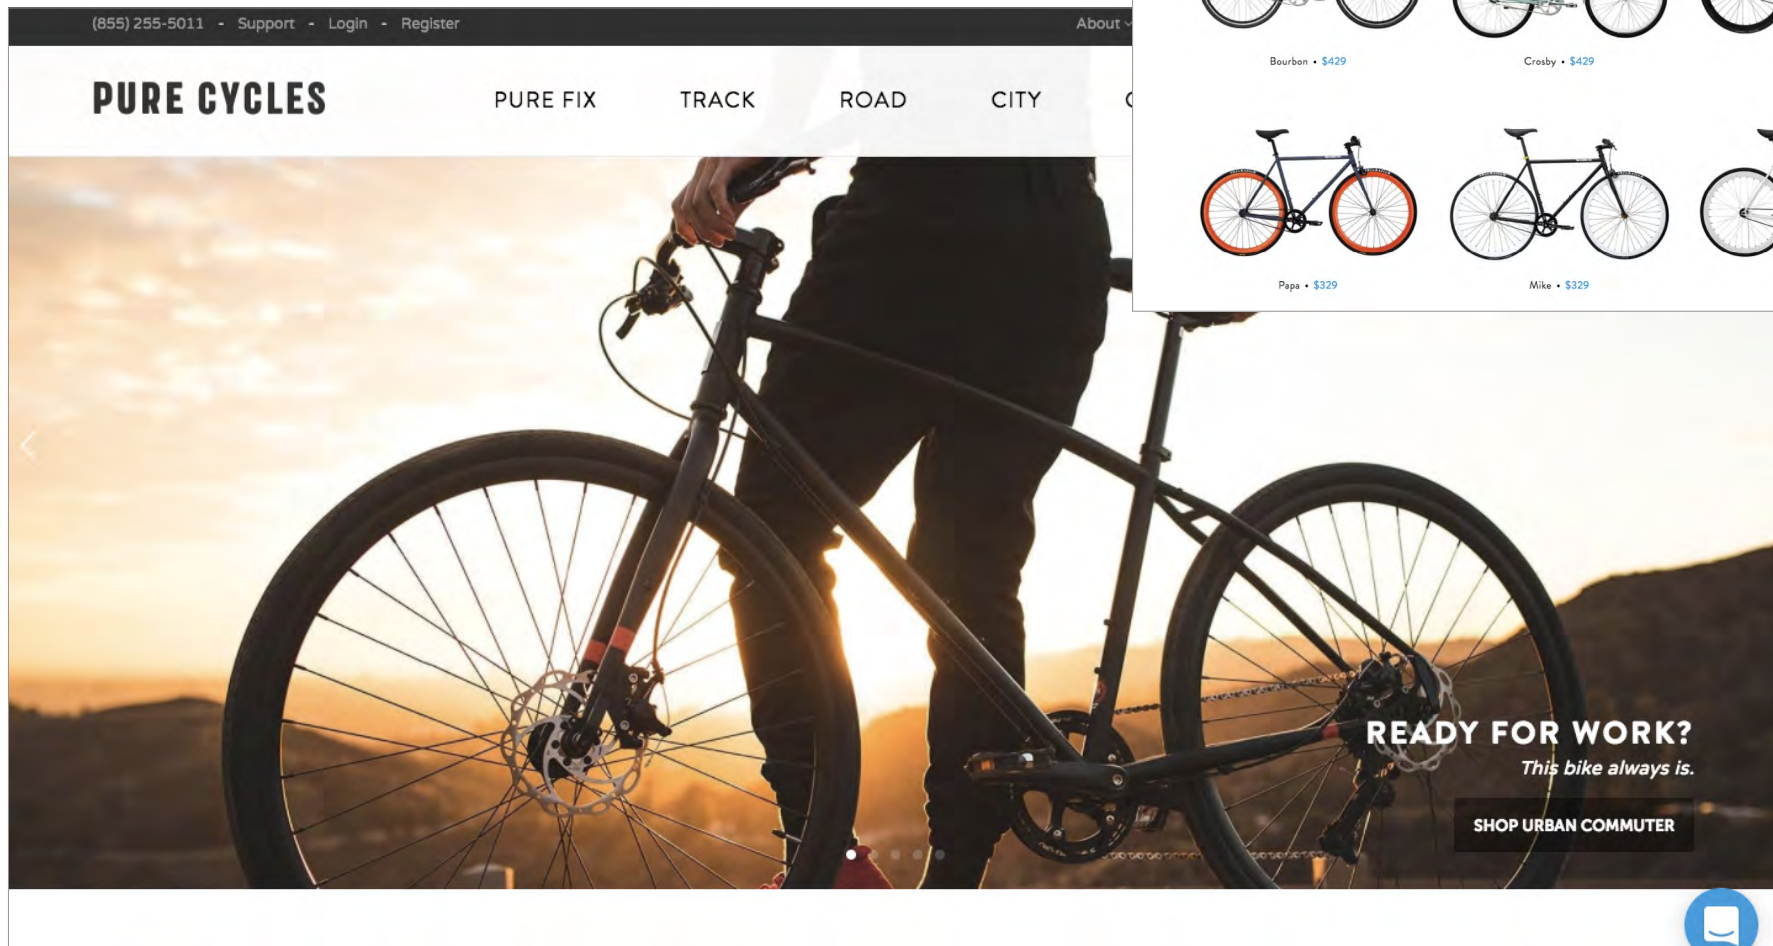 (855) 255-5011 - Support - Login - Register
About
PURE CYCLES
PURE FIX
TRACK
ROAD
CITY
Bourbon • $429
Crosby • $429
Papa • $329
Mike • $329
READY FOR WORK?
This bike always is.
SHOP URBAN COMMUTER